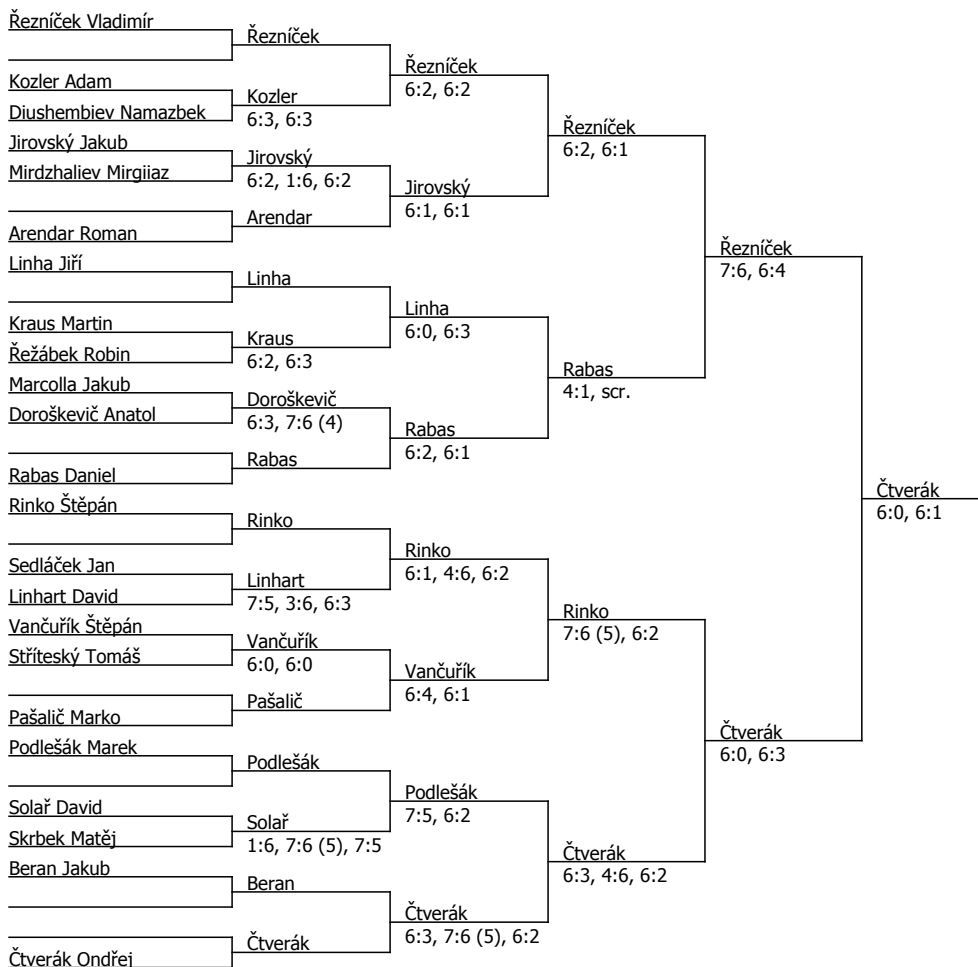 Řezníček Vladimír
Kozler Adam
Diushembiev Namazbek
Jirovský Jakub
Mirdzhaliev Mirgiiaz
Arendar Roman
Linha Jiří
Kraus Martin
Řežábek Robin
Marcolla Jakub
Doroškevič Anatol
Rabas Daniel
Rinko Štěpán
Sedláček Jan
Linhart David
Vančuřík Štěpán
Stříteský Tomáš
Pašalič Marko
Podlešák Marek
Solař David
Skrbek Matěj
Beran Jakub
Čtverák Ondřej
Řezníček
Kozler
6:3, 6:3
Jirovský
6:2, 1:6, 6:2
Arendar
Linha
Kraus
6:2, 6:3
Doroškevič
6:3, 7:6 (4)
Rabas
Rinko
Linhart
7:5, 3:6, 6:3
Vančuřík
6:0, 6:0
Pašalič
Podlešák
Solař
1:6, 7:6 (5), 7:5
Beran
Čtverák
Řezníček
6:2, 6:2
Jirovský
6:1, 6:1
Linha
6:0, 6:3
Rabas
6:2, 6:1
Rinko
6:1, 4:6, 6:2
Vančuřík
6:4, 6:1
Podlešák
7:5, 6:2
Čtverák
6:3, 7:6 (5), 6:2
Řezníček
6:2, 6:1
Rabas
4:1, scr.
Rinko
7:6 (5), 6:2
Čtverák
6:3, 4:6, 6:2
Řezníček
7:6, 6:4
Čtverák
6:0, 6:3
Čtverák
6:0, 6:1